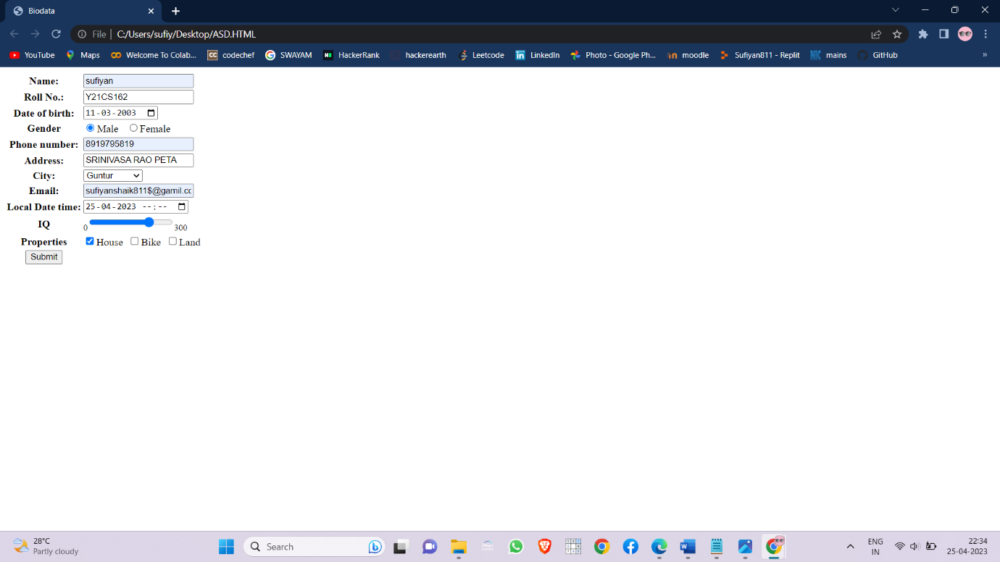 Biodata
File | C:/Users/sufiy/Desktop/ASD.HTML
YouTube Maps Welcome To Colab... codechef SWAYAM HackerRank hackerearth Leetcode LinkedIn Photo - Google Ph... moodle Sufiyan811 - Replit mains GitHub »
Name: sufiyan
Roll No.: Y21CS162
Date of birth: 11-03-2003
Gender Male Female
Phone number: 8919795819
Address: SRINIVASA RAO PETA
City: Guntur
Email: sufiyanshaik811$@gamil.cc
Local Date time: 25-04-2023 --:--
IQ 0 300
Properties House Bike Land
Submit
28°C
Partly cloudy
Search
ENG
IN
22:34
25-04-2023